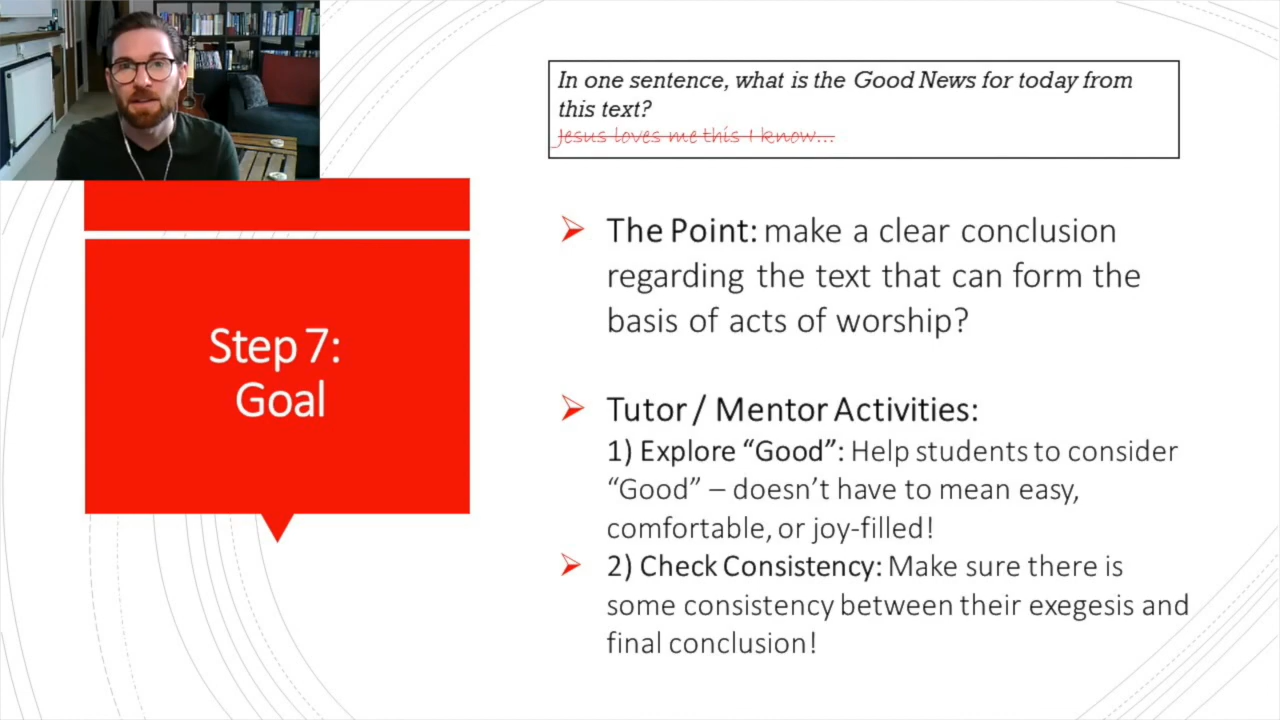 In one sentence, what is the Good News for today from
this text?
Jesus loves me this I know...
Step 7:
Goal
The Point: make a clear conclusion
regarding the text that can form the
basis of acts of worship?
Tutor / Mentor Activities:
1) Explore “Good”: Help students to consider
“Good” – doesn’t have to mean easy,
comfortable, or joy-filled!
2) Check Consistency: Make sure there is
some consistency between their exegesis and
final conclusion!